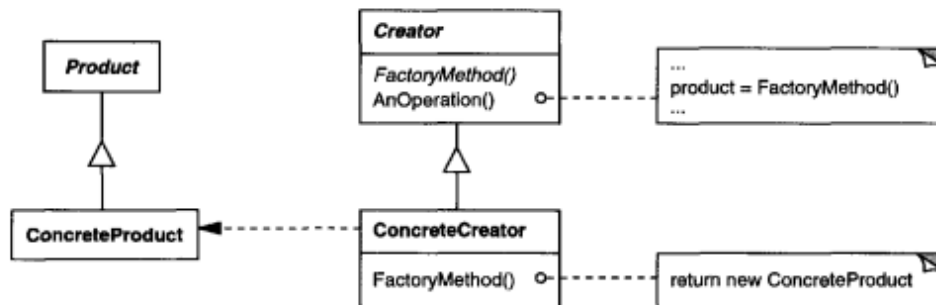 Product
ConcreteProduct
Creator
FactoryMethod()
AnOperation()
...
product = FactoryMethod()
...
ConcreteCreator
FactoryMethod()
return new ConcreteProduct